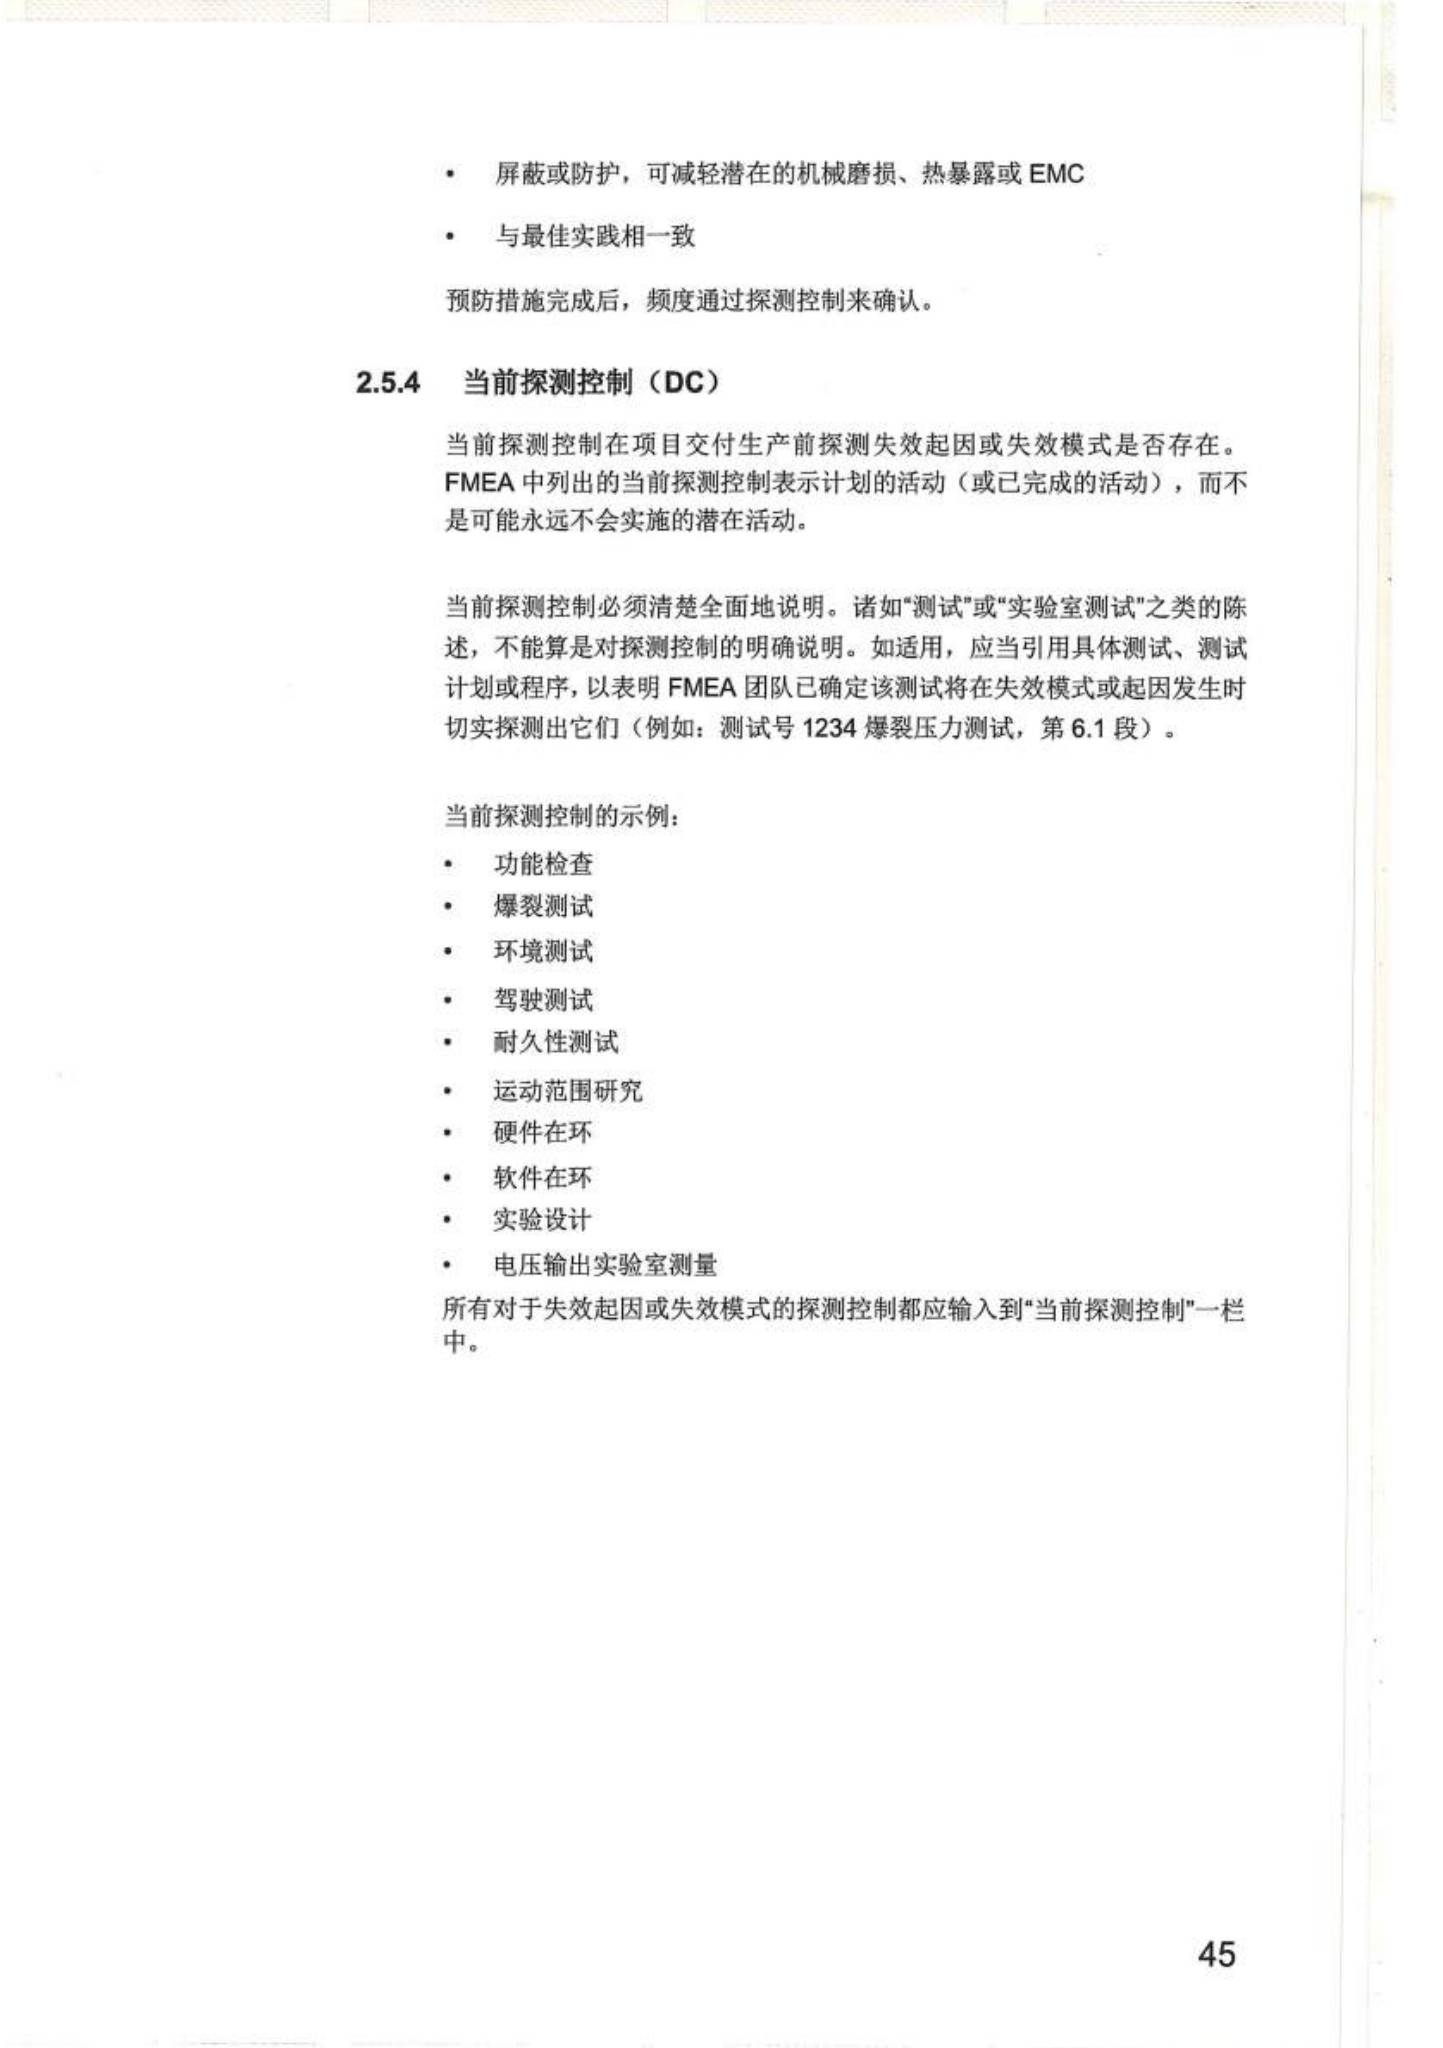 • 屏蔽或防护，可减轻潜在的机械磨损、热暴露或 EMC
• 与最佳实践相一致
预防措施完成后，频度通过探测控制来确认。
2.5.4 当前探测控制（DC）
当前探测控制在项目交付生产前探测失效起因或失效模式是否存在。
FMEA 中列出的当前探测控制表示计划的活动（或已完成的活动），而不
是可能永远不会实施的潜在活动。
当前探测控制必须清楚全面地说明。诸如“测试”或“实验室测试”之类的陈
述，不能算是对探测控制的明确说明。如适用，应当引用具体测试、测试
计划或程序，以表明 FMEA 团队已确定该测试将在失效模式或起因发生时
切实探测出它们（例如：测试号 1234 爆裂压力测试，第 6.1 段）。
当前探测控制的示例：
• 功能检查
• 爆裂测试
• 环境测试
• 驾驶测试
• 耐久性测试
• 运动范围研究
• 硬件在环
• 软件在环
• 实验设计
• 电压输出实验室测量
所有对于失效起因或失效模式的探测控制都应输入到“当前探测控制”一栏
中。
45